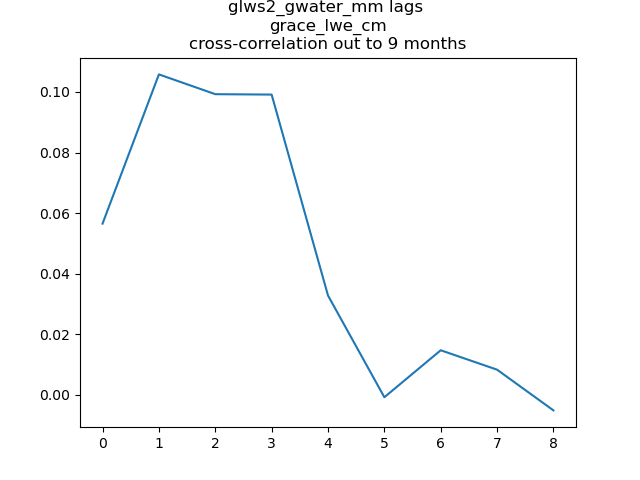 glws2_gwater_mm lags
grace_lwe_cm
cross-correlation out to 9 months
0.10
0.08
0.06
0.04
0.02
0.00
0 1 2 3 4 5 6 7 8